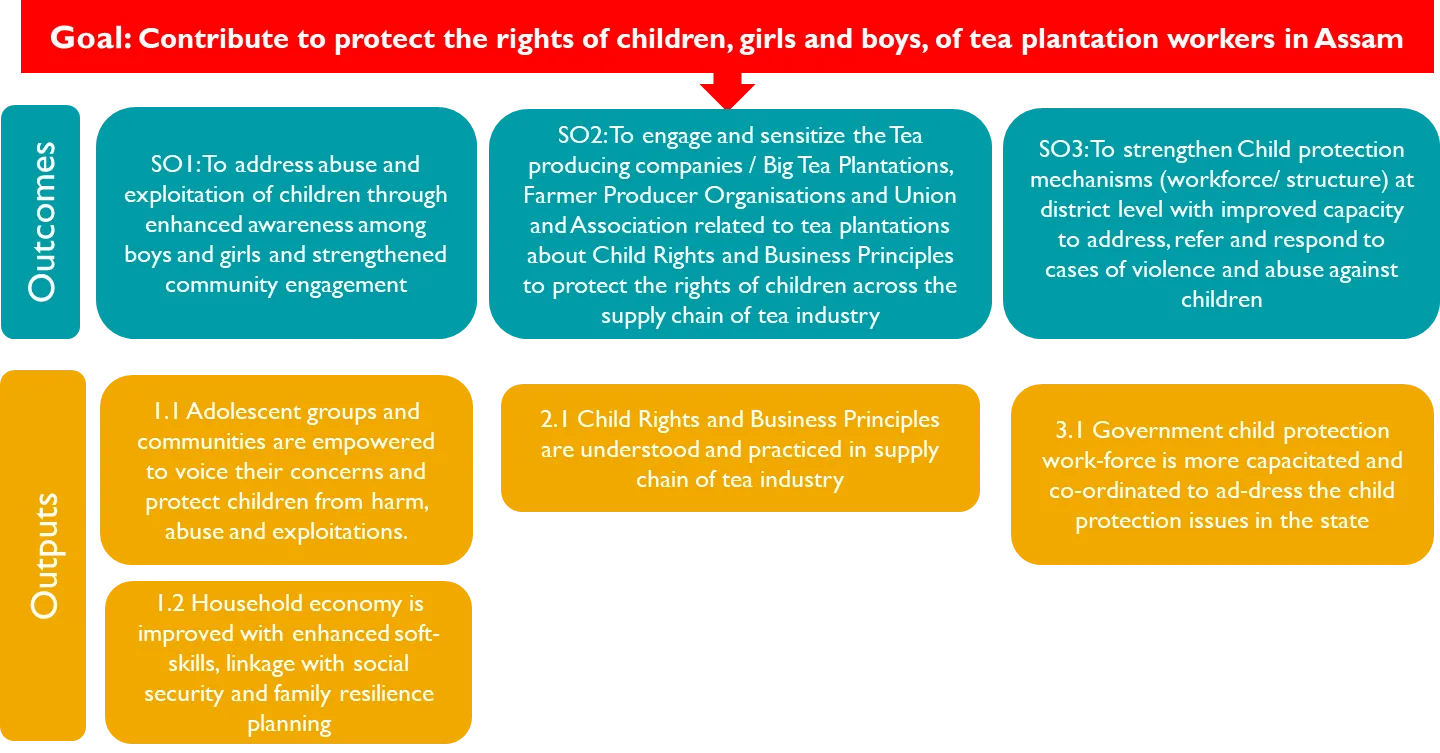 Goal: Contribute to protect the rights of children, girls and boys, of tea plantation workers in Assam
Outcomes
SO1: To address abuse and
exploitation of children through
enhanced awareness among
boys and girls and strengthened
community engagement
SO2: To engage and sensitize the Tea
producing companies / Big Tea Plantations,
Farmer Producer Organisations and Union
and Association related to tea plantations
about Child Rights and Business Principles
to protect the rights of children across the
supply chain of tea industry
SO3: To strengthen Child protection
mechanisms (workforce/ structure) at
district level with improved capacity
to address, refer and respond to
cases of violence and abuse against
children
Outputs
1.1 Adolescent groups and
communities are empowered
to voice their concerns and
protect children from harm,
abuse and exploitations.
1.2 Household economy is
improved with enhanced soft-
skills, linkage with social
security and family resilience
planning
2.1 Child Rights and Business Principles
are understood and practiced in supply
chain of tea industry
3.1 Government child protection
work-force is more capacitated and
co-ordinated to ad-dress the child
protection issues in the state